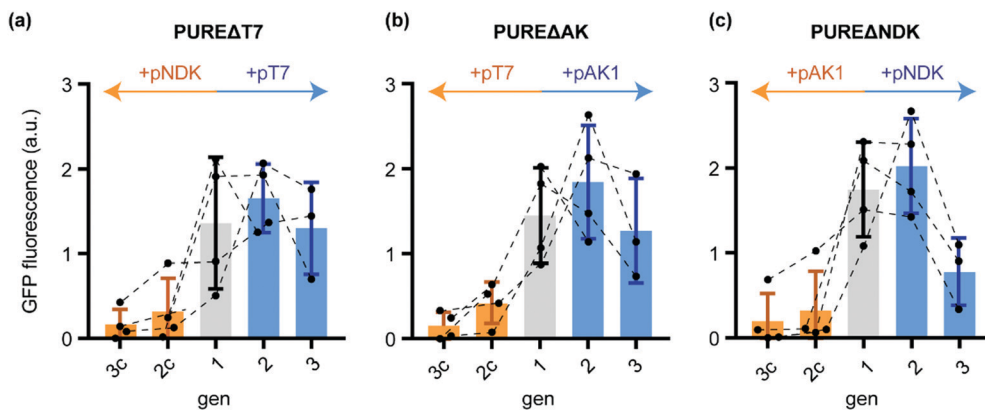 (a) PUREΔT7
+pNDK +pT7
GFP fluorescence (a.u.)
3
2
1
0
3c 2c 1 2 3
gen
(b) PUREΔAK
+pT7 +pAK1
3
2
1
0
3c 2c 1 2 3
gen
(c) PUREΔNDK
+pAK1 +pNDK
3
2
1
0
3c 2c 1 2 3
gen